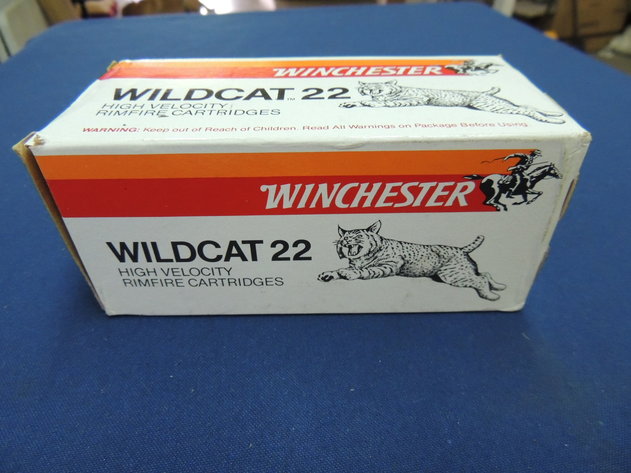 WINCHESTER
WILDCAT™ 22
HIGH VELOCITY
RIMFIRE CARTRIDGES
WARNING: Keep out of Reach of Children. Read All Warnings on Package Before Using.
WINCHESTER
WILDCAT 22
HIGH VELOCITY
RIMFIRE CARTRIDGES